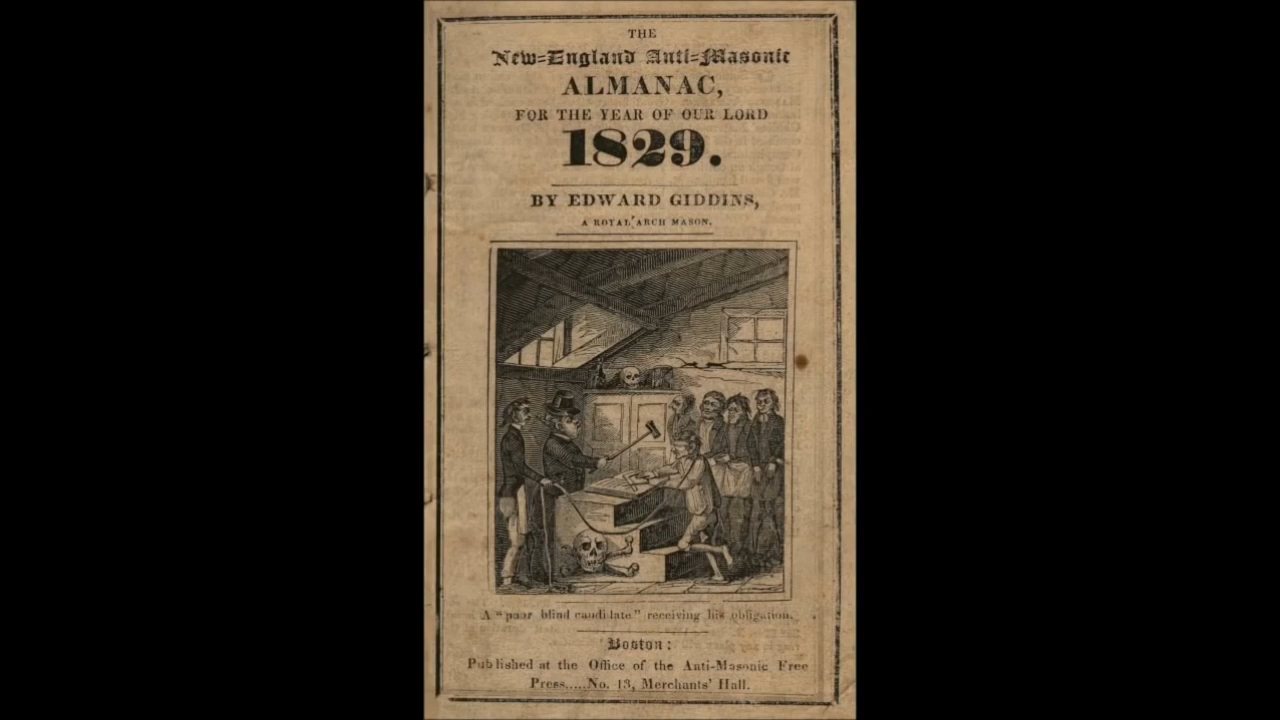 THE
New=England Anti=Masonic
ALMANAC,
FOR THE YEAR OF OUR LORD
1829.
BY EDWARD GIDDINS,
A ROYAL ARCH MASON.
A "poor blind candidate" receiving his obligation.
Boston:
Published at the Office of the Anti-Masonic Free
Press.....No. 13, Merchants' Hall.